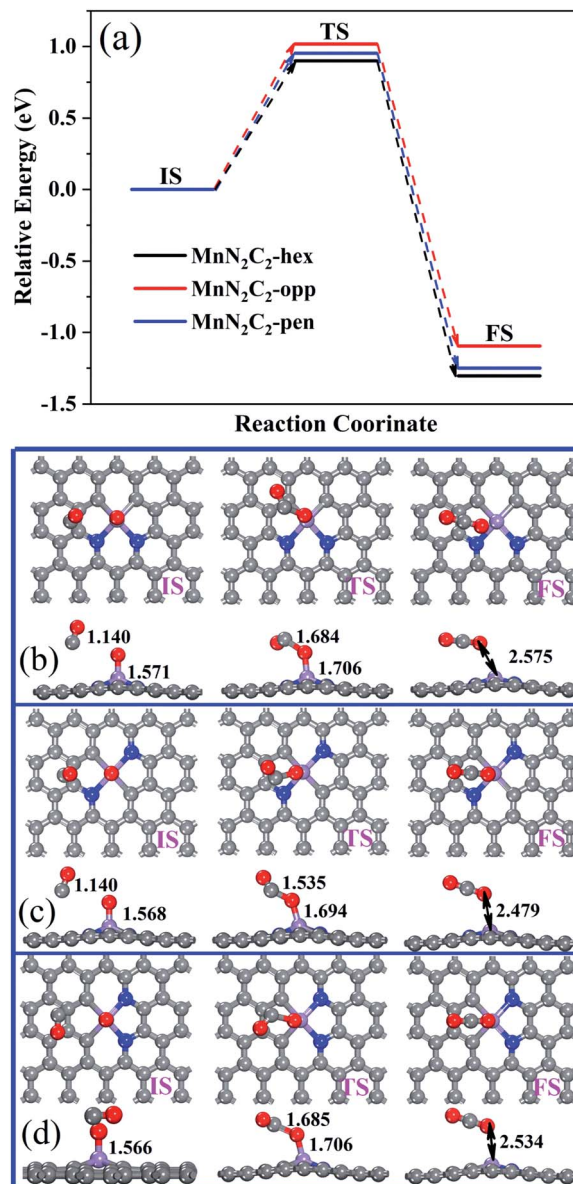 (a)
TS
1.0
0.5
IS
0.0
Relative Energy (eV)
MnN₂C₂-hex
MnN₂C₂-opp
MnN₂C₂-pen
-0.5
FS
-1.0
-1.5
Reaction Coorinate
IS
TS
FS
(b)
1.140
1.571
1.684
1.706
2.575
IS
TS
FS
(c)
1.140
1.568
1.535
1.694
2.479
IS
TS
FS
(d)
1.566
1.685
1.706
2.534